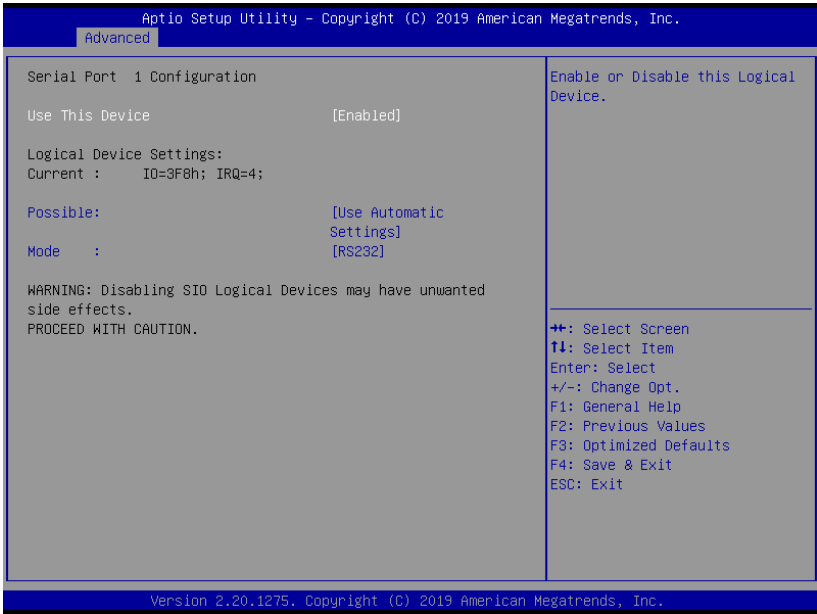 Aptio Setup Utility – Copyright (C) 2019 American Megatrends, Inc.
Advanced
Serial Port  1 Configuration
Use This Device [Enabled]
Logical Device Settings:
Current : IO=3F8h; IRQ=4;
Possible: [Use Automatic
Settings]
Mode : [RS232]
WARNING: Disabling SIO Logical Devices may have unwanted
side effects.
PROCEED WITH CAUTION.
Enable or Disable this Logical
Device.
→←: Select Screen
↑↓: Select Item
Enter: Select
+/-: Change Opt.
F1: General Help
F2: Previous Values
F3: Optimized Defaults
F4: Save & Exit
ESC: Exit
Version 2.20.1275. Copyright (C) 2019 American Megatrends, Inc.